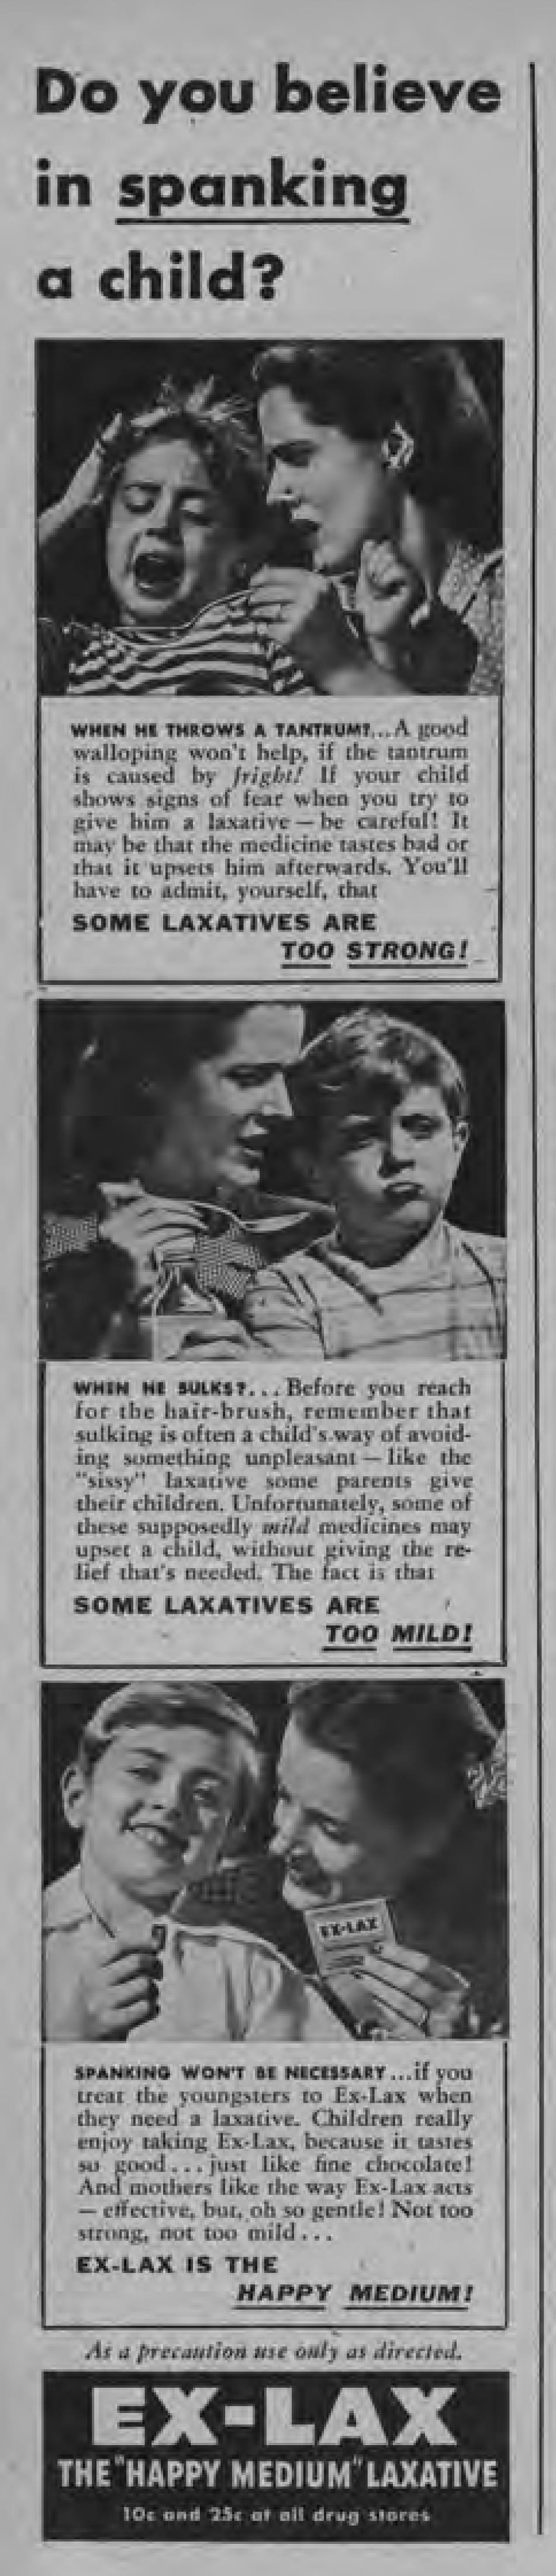 Do you believe
in spanking
a child?
WHEN HE THROWS A TANTRUM?...A good
walloping won't help, if the tantrum
is caused by fright! If your child
shows signs of fear when you try to
give him a laxative — be careful! It
may be that the medicine tastes bad or
that it upsets him afterwards. You'll
have to admit, yourself, that
SOME LAXATIVES ARE
TOO STRONG!
WHEN HE SULKS?... Before you reach
for the hair-brush, remember that
sulking is often a child's way of avoid-
ing something unpleasant — like the
"sissy" laxative some parents give
their children. Unfortunately, some of
these supposedly mild medicines may
upset a child, without giving the re-
lief that's needed. The fact is that
SOME LAXATIVES ARE
TOO MILD!
EX-LAX
SPANKING WON'T BE NECESSARY...if you
treat the youngsters to Ex-Lax when
they need a laxative. Children really
enjoy taking Ex-Lax, because it tastes
so good... just like fine chocolate!
And mothers like the way Ex-Lax acts
— effective, but, oh so gentle! Not too
strong, not too mild...
EX-LAX IS THE
HAPPY MEDIUM!
As a precaution use only as directed.
EX-LAX
THE "HAPPY MEDIUM" LAXATIVE
10c and 25c at all drug stores